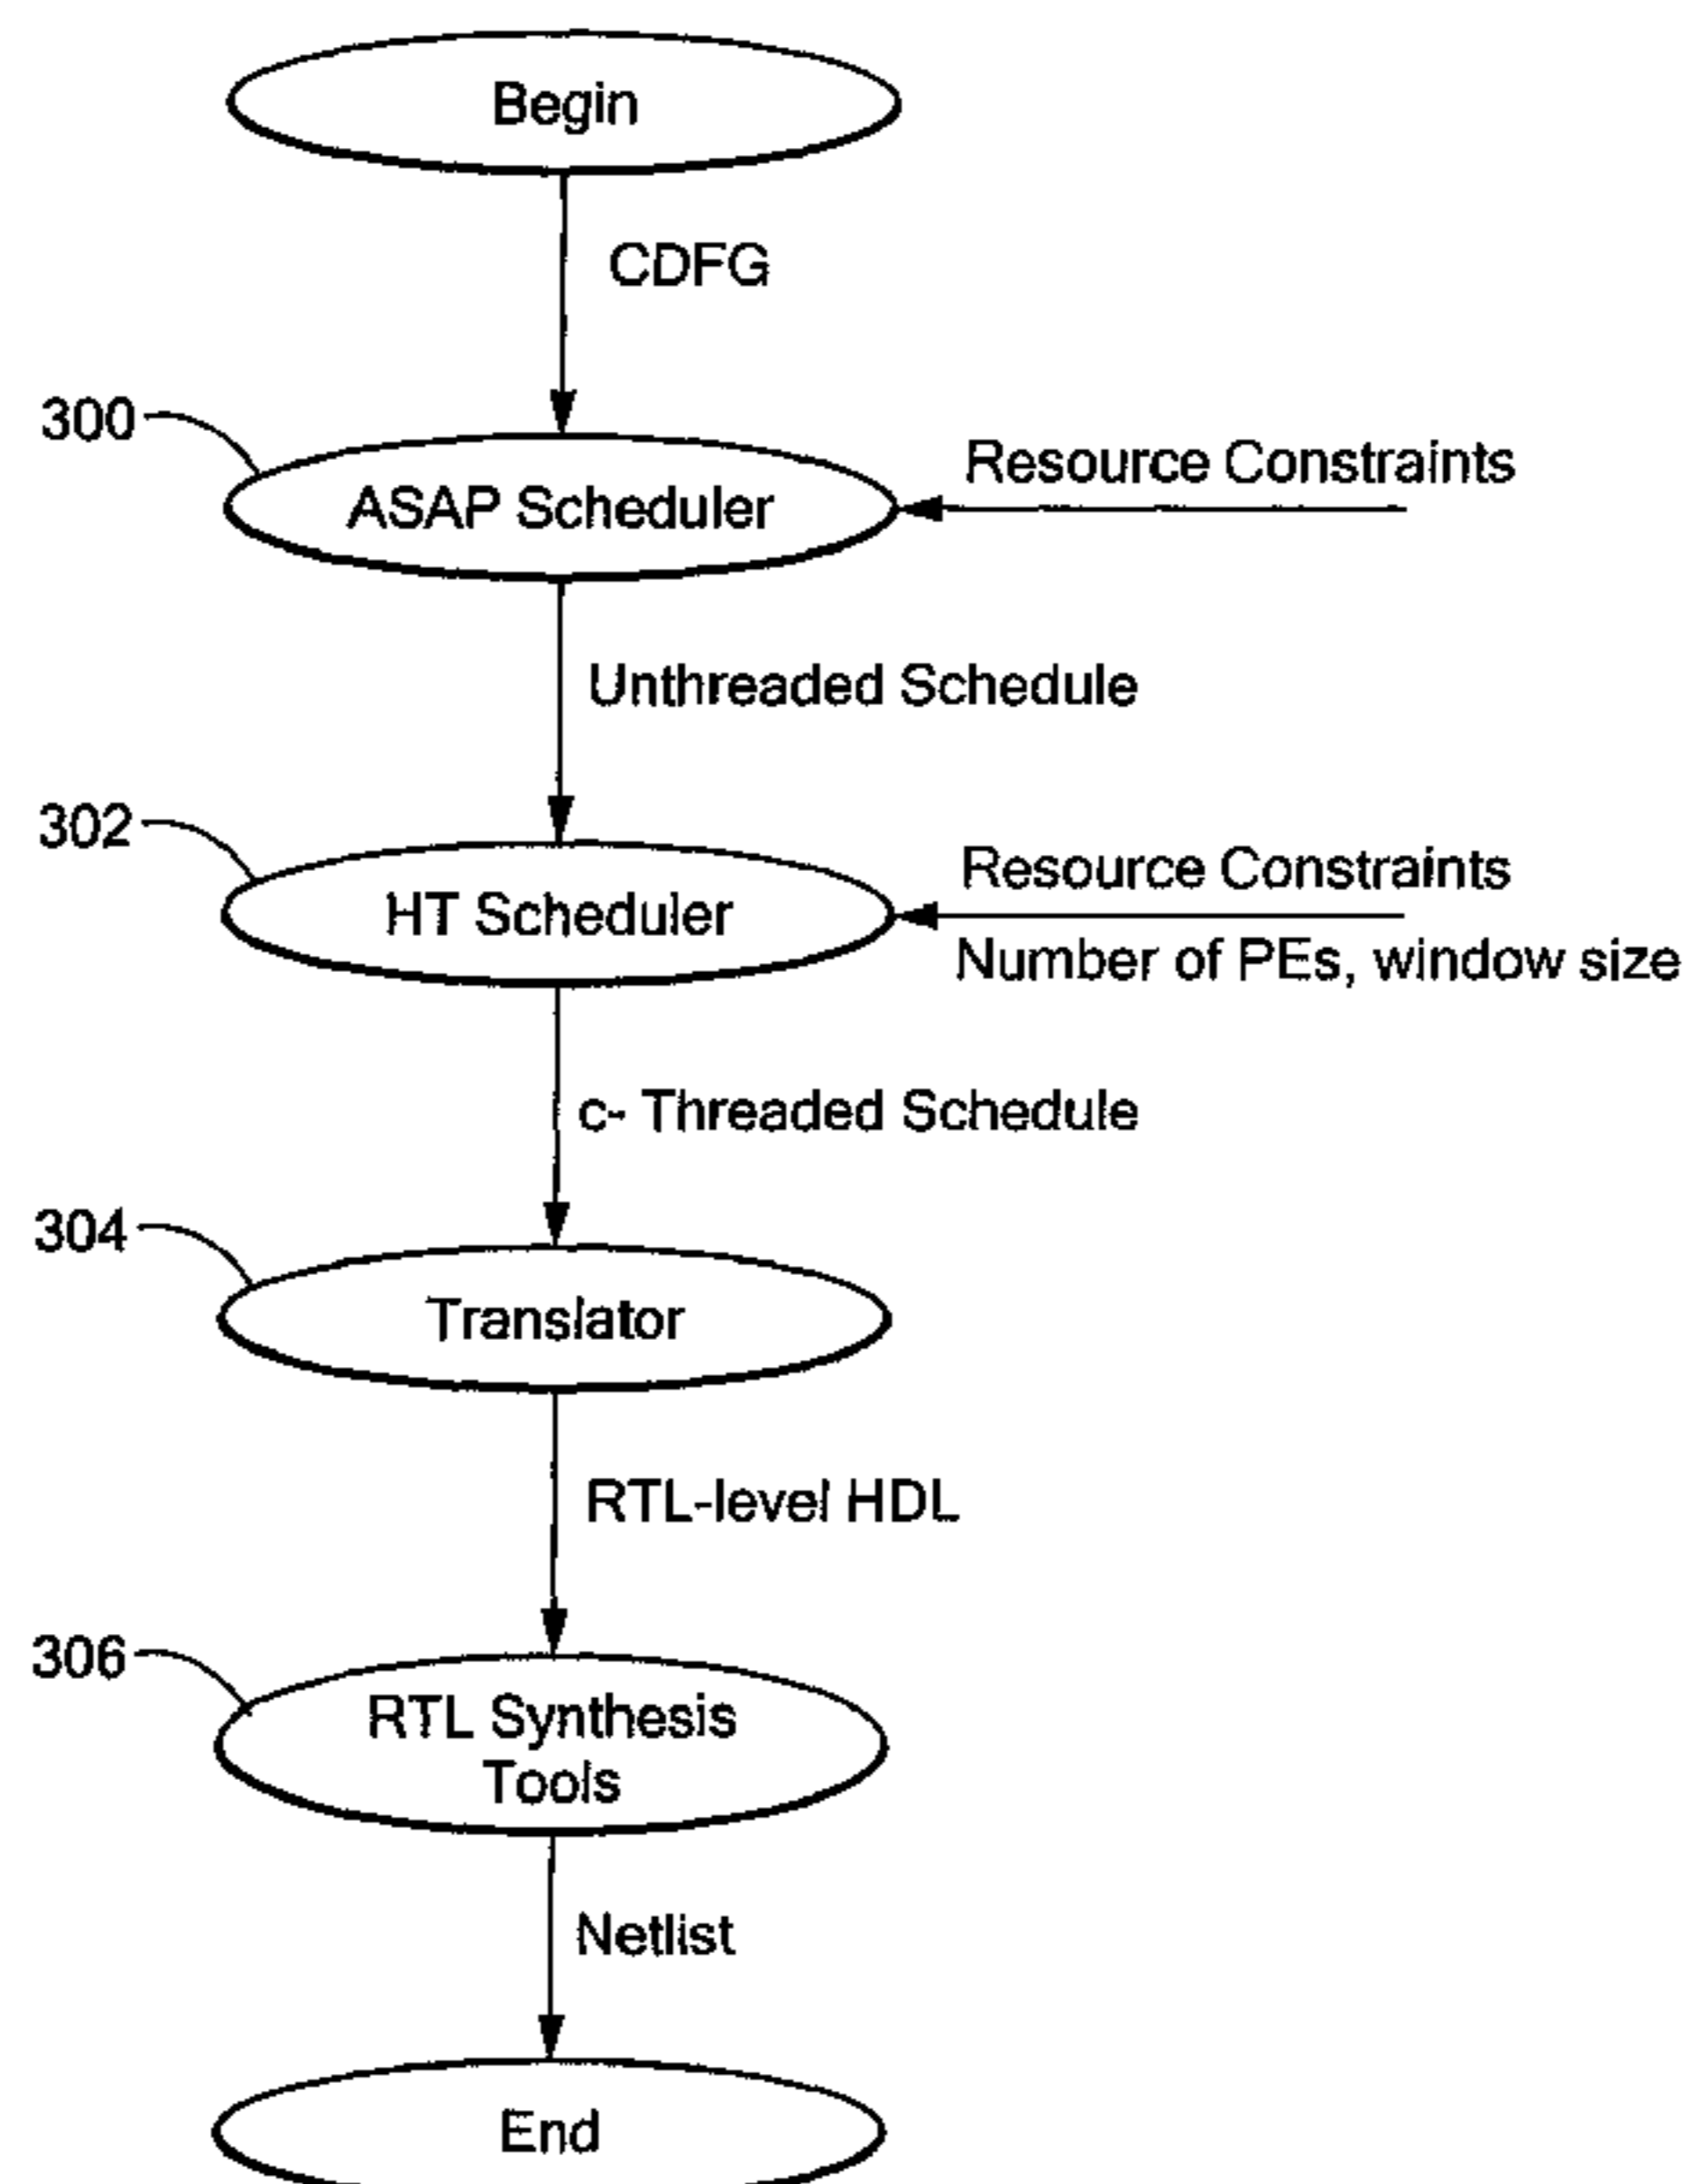 Begin
CDFG
300
ASAP Scheduler
Resource Constraints
Unthreaded Schedule
302
HT Scheduler
Resource Constraints
Number of PEs, window size
c- Threaded Schedule
304
Translator
RTL-level HDL
306
RTL Synthesis
Tools
Netlist
End